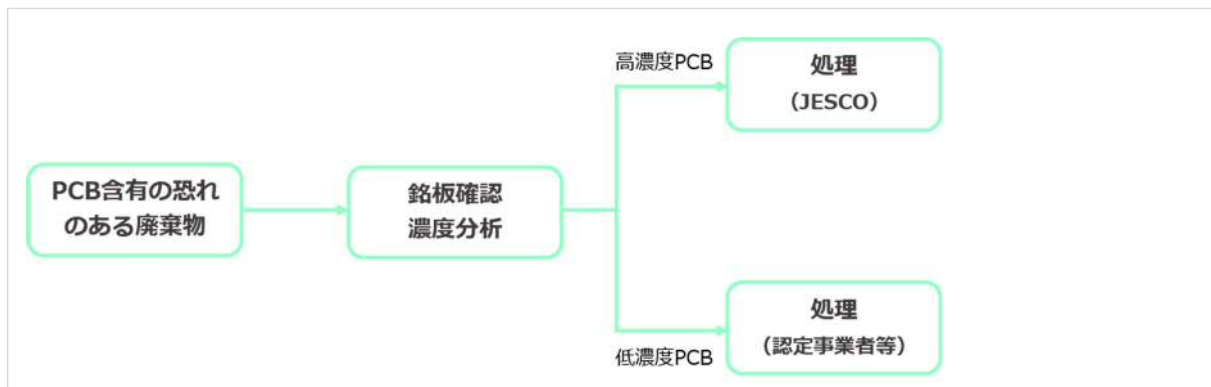 PCB含有の恐れ
のある廃棄物
銘板確認
濃度分析
高濃度PCB
処理
（JESCO）
低濃度PCB
処理
（認定事業者等）